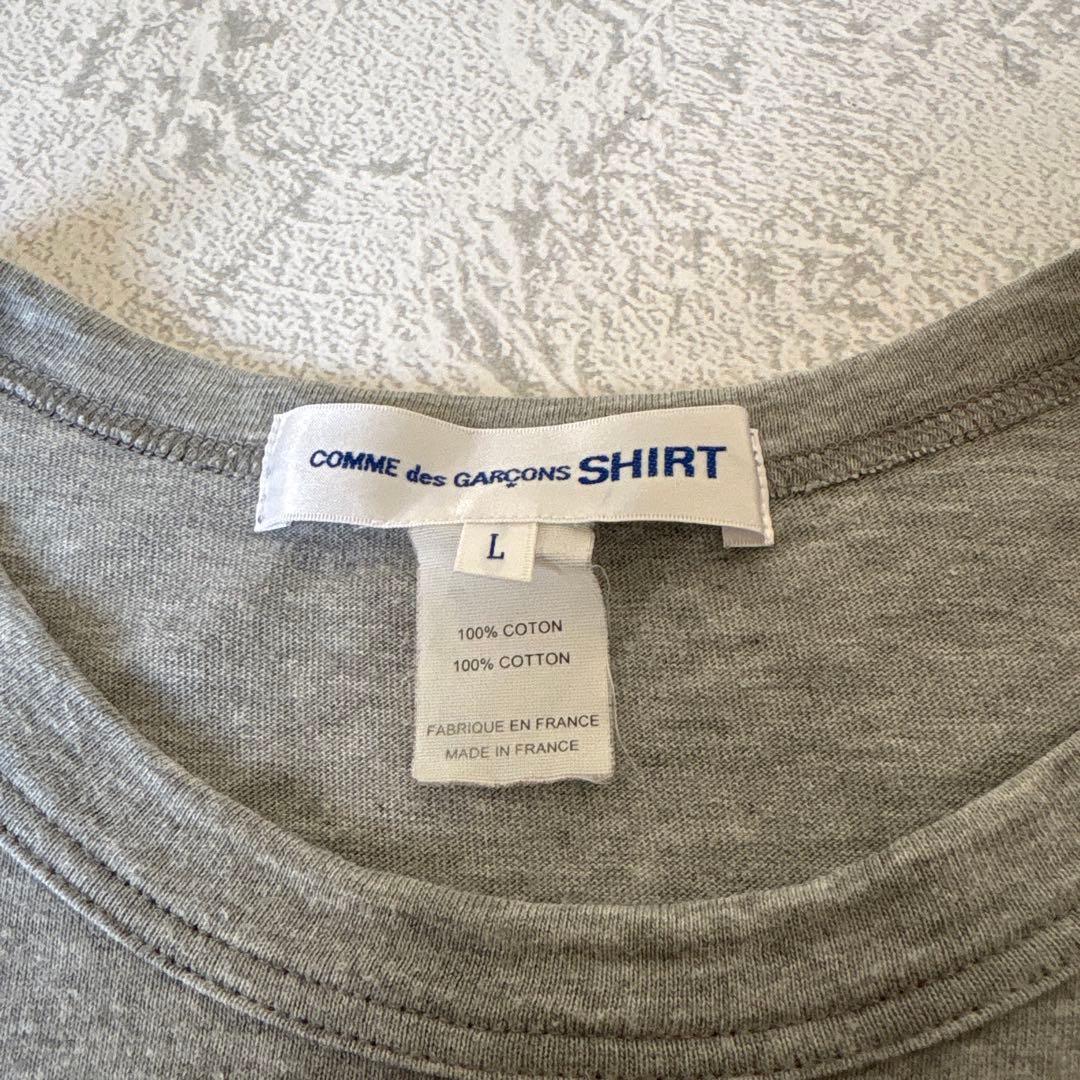 COMME des GARÇONS SHIRT
L
100% COTON
100% COTTON
FABRIQUE EN FRANCE
MADE IN FRANCE